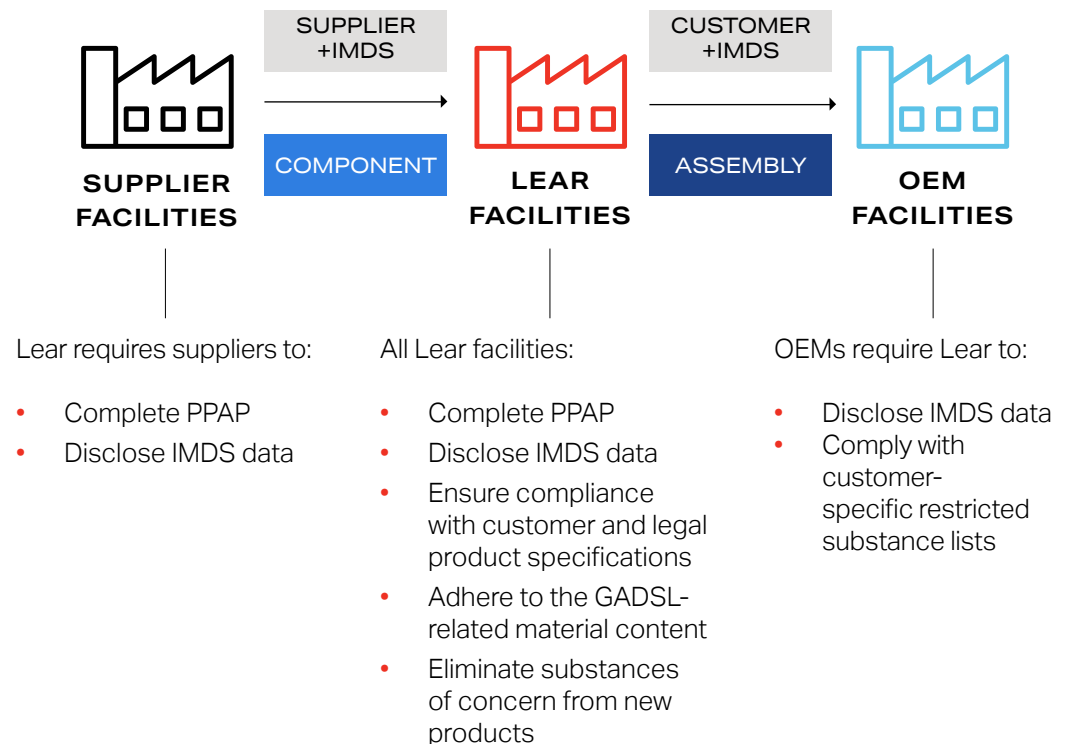 SUPPLIER
+IMDS
CUSTOMER
+IMDS
COMPONENT
ASSEMBLY
SUPPLIER
FACILITIES
LEAR
FACILITIES
OEM
FACILITIES
Lear requires suppliers to:
• Complete PPAP
• Disclose IMDS data
All Lear facilities:
• Complete PPAP
• Disclose IMDS data
• Ensure compliance
with customer and legal
product specifications
• Adhere to the GADSL-
related material content
• Eliminate substances
of concern from new
products
OEMs require Lear to:
• Disclose IMDS data
• Comply with
customer-
specific restricted
substance lists